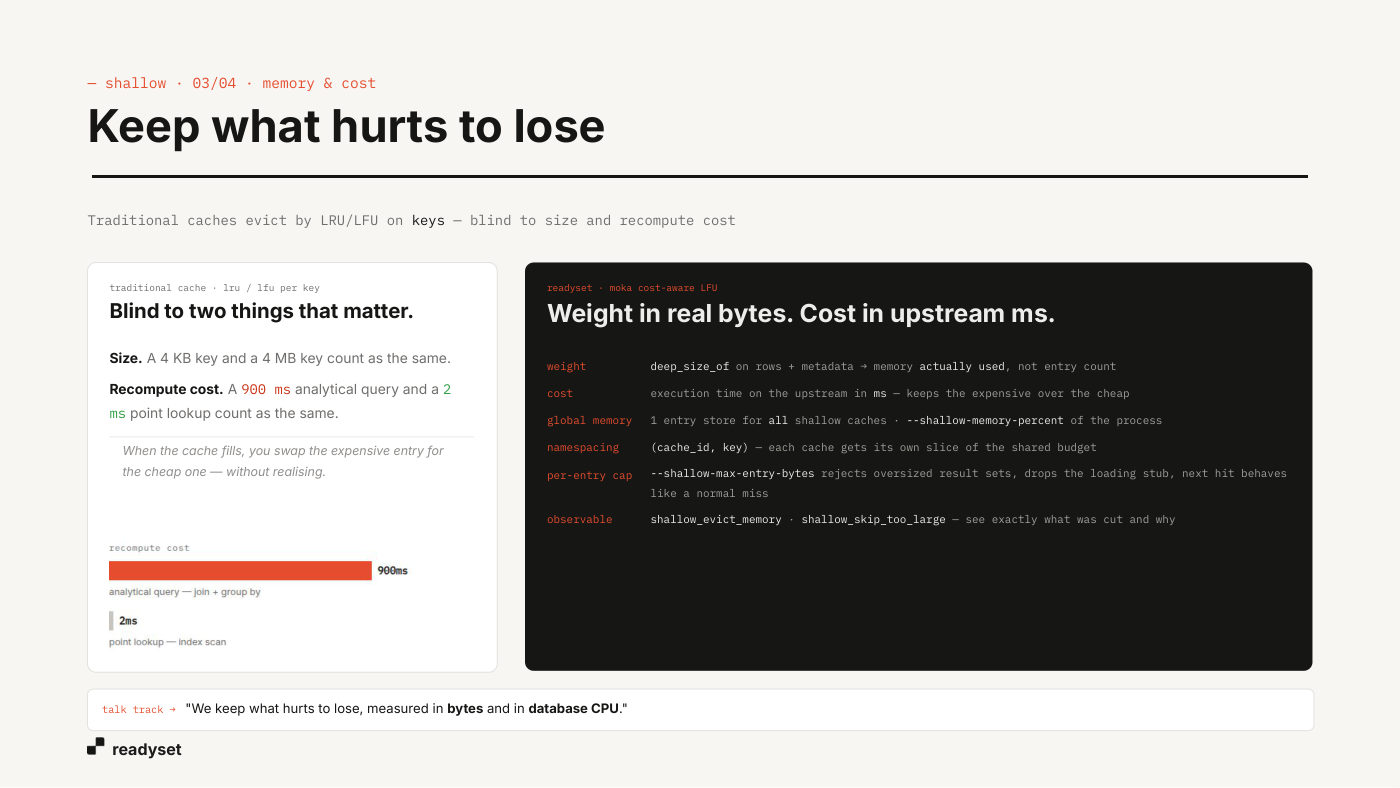 — shallow · 03/04 · memory & cost
Keep what hurts to lose
Traditional caches evict by LRU/LFU on keys — blind to size and recompute cost
traditional cache · lru / lfu per key
Blind to two things that matter.
Size. A 4 KB key and a 4 MB key count as the same.
Recompute cost. A 900 ms analytical query and a 2
ms point lookup count as the same.
When the cache fills, you swap the expensive entry for
the cheap one — without realising.
recompute cost
900ms
analytical query — join + group by
2ms
point lookup — index scan
readyset · moka cost-aware LFU
Weight in real bytes. Cost in upstream ms.
weight deep_size_of on rows + metadata → memory actually used, not entry count
cost execution time on the upstream in ms — keeps the expensive over the cheap
global memory 1 entry store for all shallow caches · --shallow-memory-percent of the process
namespacing (cache_id, key) — each cache gets its own slice of the shared budget
per-entry cap --shallow-max-entry-bytes rejects oversized result sets, drops the loading stub, next hit behaves
like a normal miss
observable shallow_evict_memory · shallow_skip_too_large — see exactly what was cut and why
talk track → "We keep what hurts to lose, measured in bytes and in database CPU."
readyset